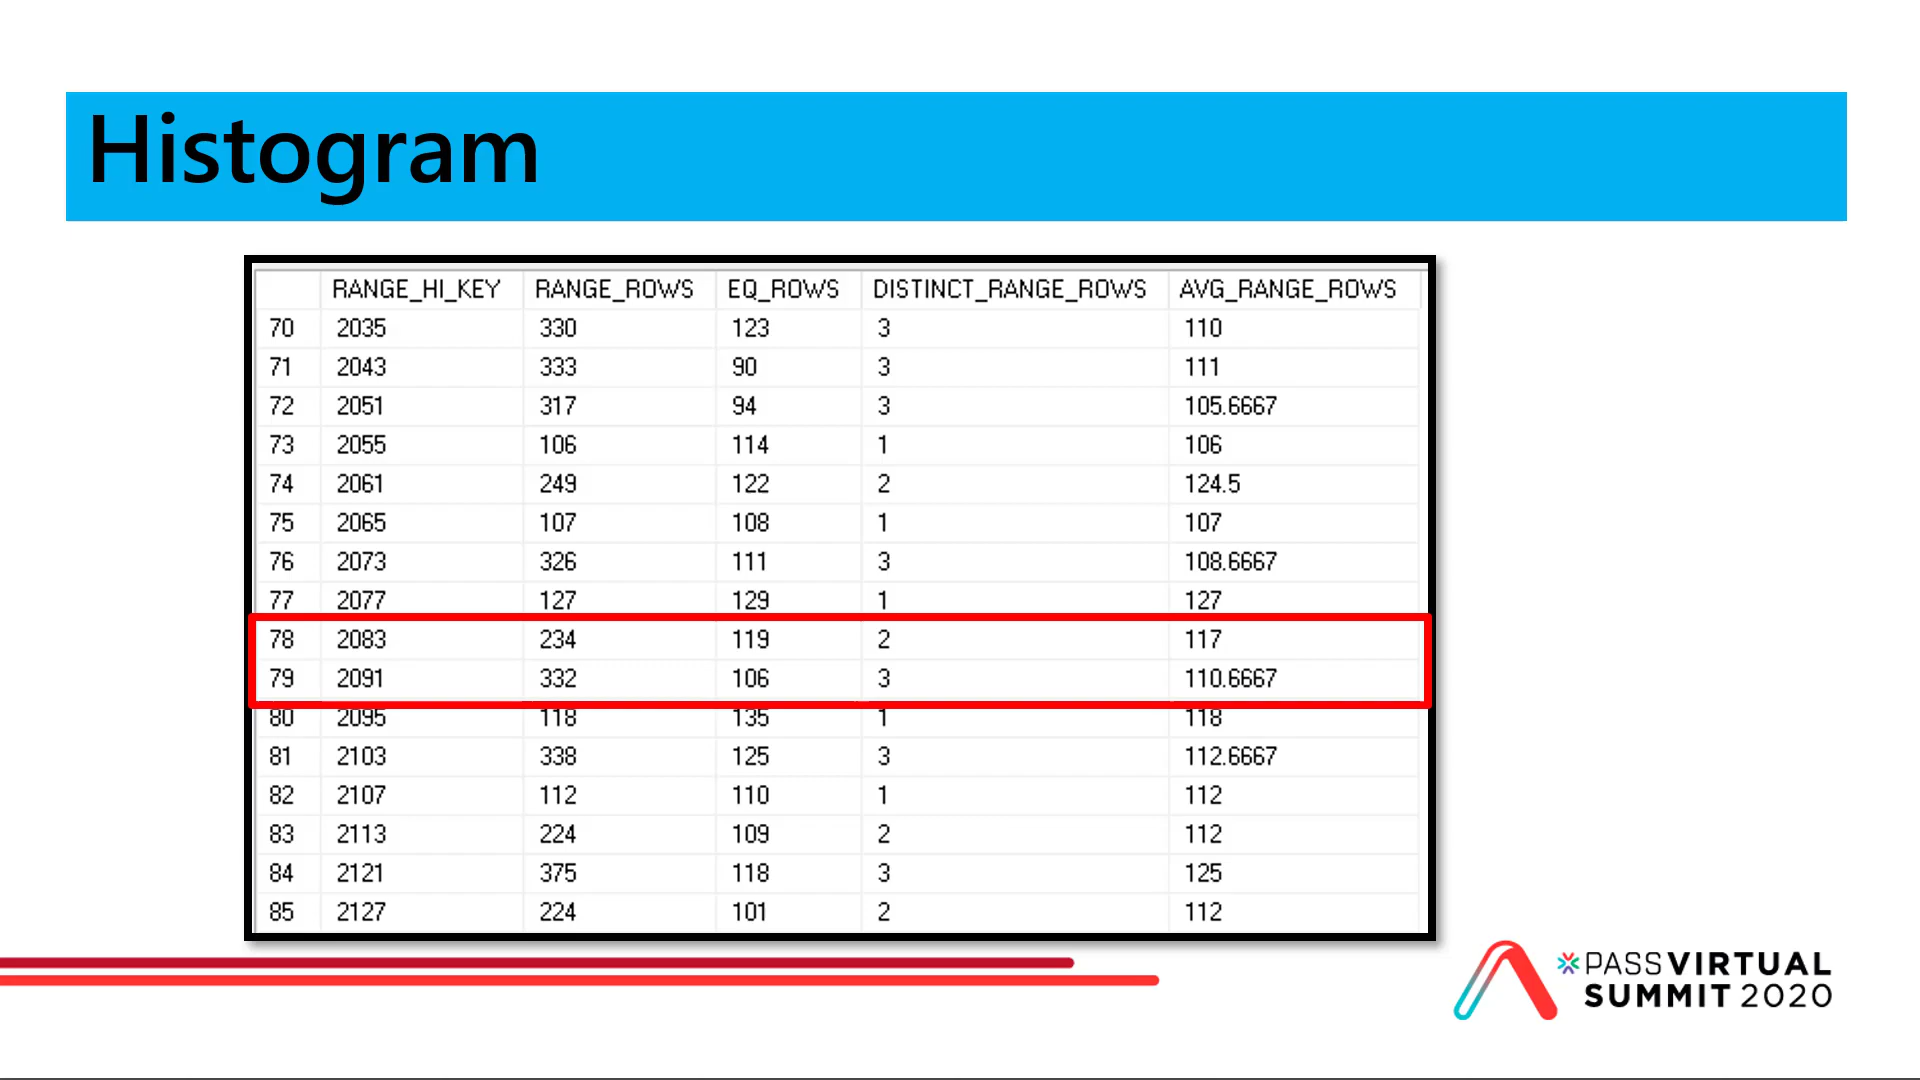 Histogram
RANGE_HI_KEY RANGE_ROWS EQ_ROWS DISTINCT_RANGE_ROWS AVG_RANGE_ROWS
70 2035 330 123 3 110
71 2043 333 90 3 111
72 2051 317 94 3 105.6667
73 2055 106 114 1 106
74 2061 249 122 2 124.5
75 2065 107 108 1 107
76 2073 326 111 3 108.6667
77 2077 127 129 1 127
78 2083 234 119 2 117
79 2091 332 106 3 110.6667
80 2095 118 135 1 118
81 2103 338 125 3 112.6667
82 2107 112 110 1 112
83 2113 224 109 2 112
84 2121 375 118 3 125
85 2127 224 101 2 112
PASS VIRTUAL
SUMMIT 2020